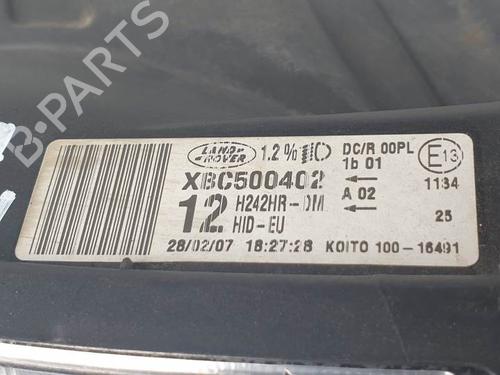 B-PARTS
LAND-
ROVER
1.2% DC/R 00PL
1b 01
E13
XBC500402
1134
12 H242HR-DM A 02
HID-EU 25
28/02/07 18:27:28 KOITO 100-16491